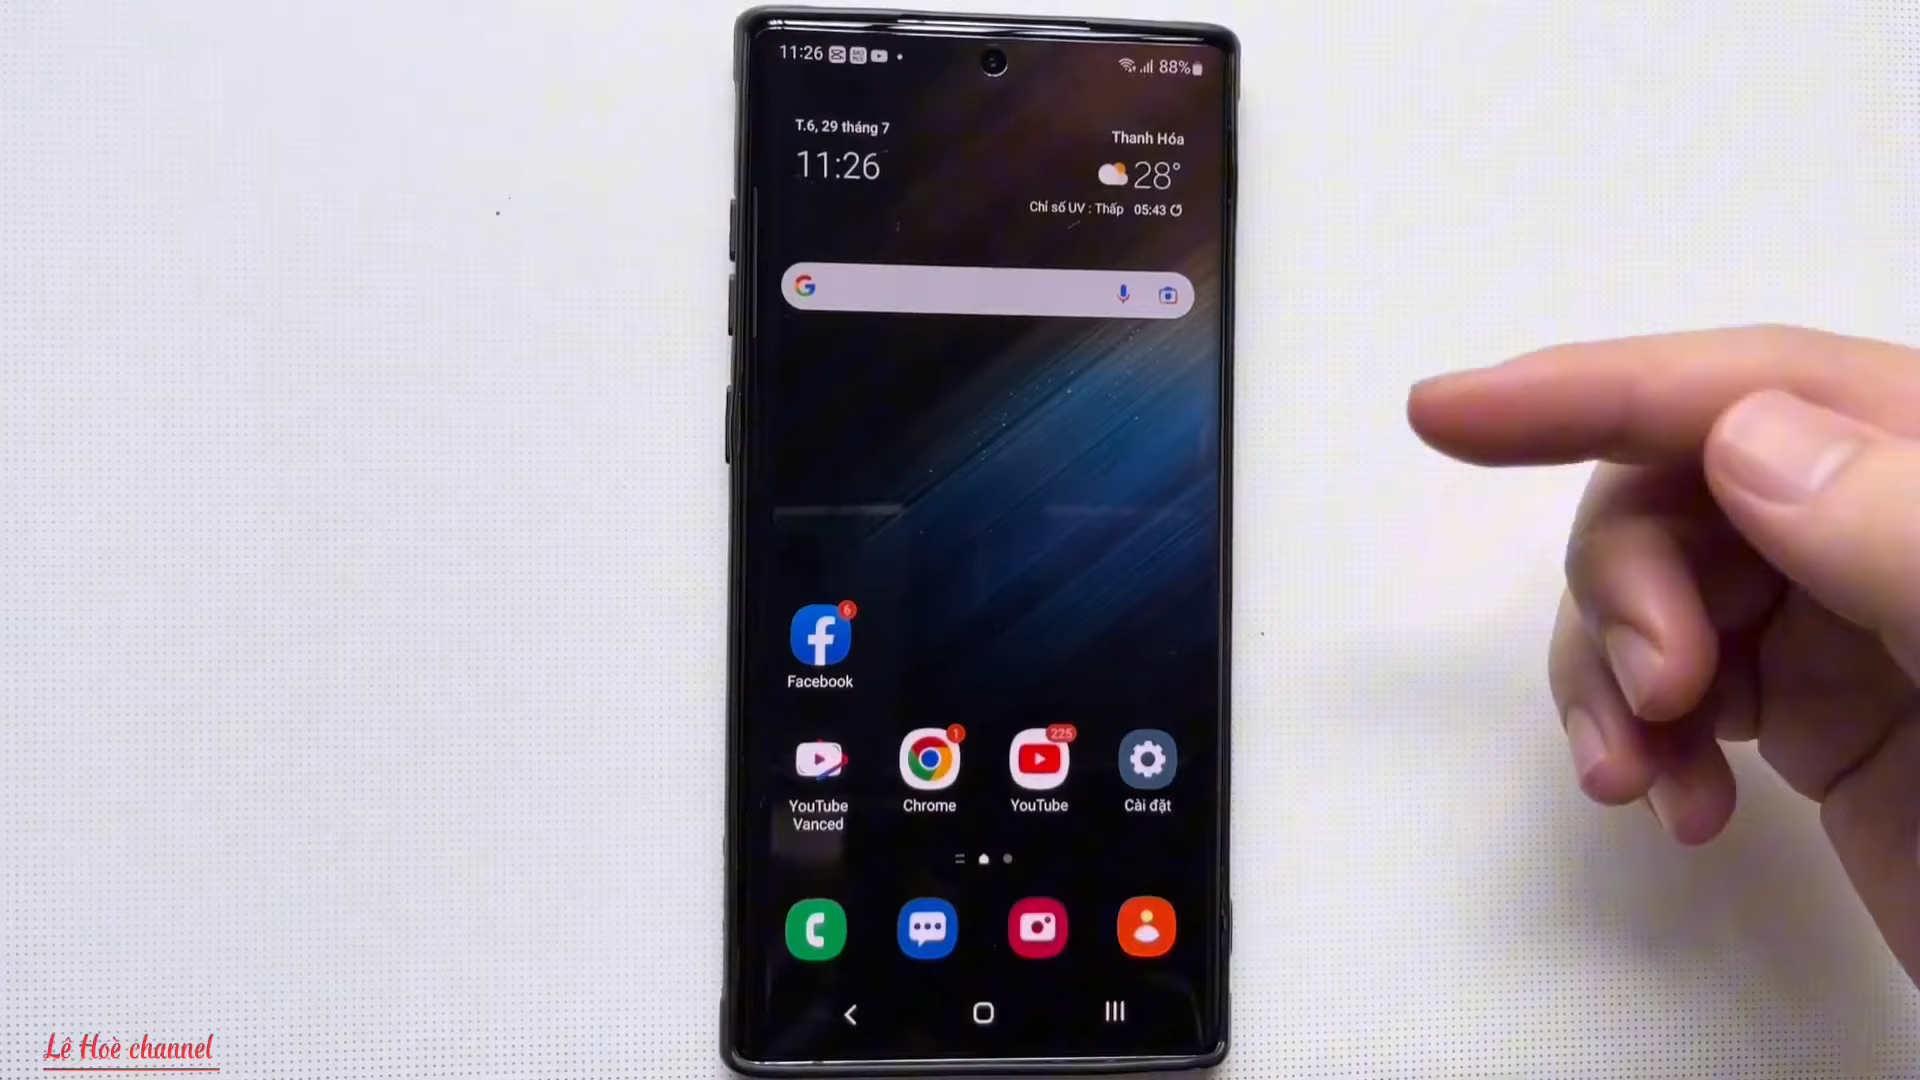 11:26
88%
T.6, 29 tháng 7
11:26
Thanh Hóa
28°
Chỉ số UV : Thấp 05:43
Facebook
6
YouTube
Vanced
Chrome
1
YouTube
225
Cài đặt
Lê Hoè channel